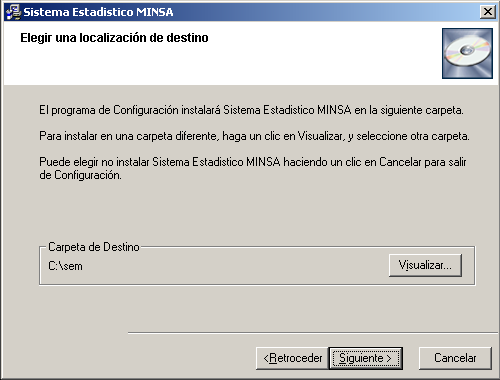 Sistema Estadistico MINSA
Elegir una localización de destino
El programa de Configuración instalará Sistema Estadistico MINSA en la siguiente carpeta.
Para instalar en una carpeta diferente, haga un clic en Visualizar, y seleccione otra carpeta.
Puede elegir no instalar Sistema Estadistico MINSA haciendo un clic en Cancelar para salir
de Configuración.
Carpeta de Destino
C:\sem
Visualizar...
<Retroceder
Siguiente >
Cancelar